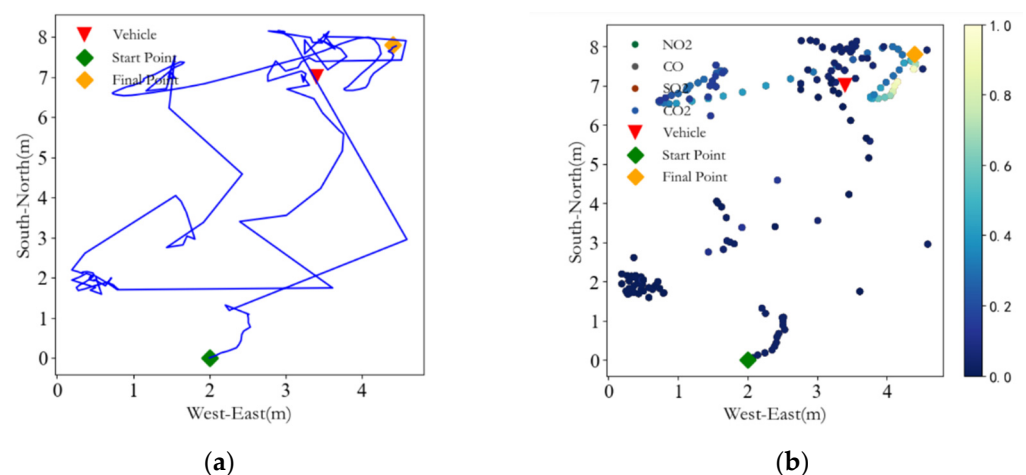 8
7
6
5
4
3
2
1
0
South-North(m)
Vehicle
Start Point
Final Point
0
1
2
3
4
West-East(m)
(a)
8
7
6
5
4
3
2
1
0
South-North(m)
NO2
CO
SO2
CO2
Vehicle
Start Point
Final Point
0
1
2
3
4
West-East(m)
1.0
0.8
0.6
0.4
0.2
0.0
(b)